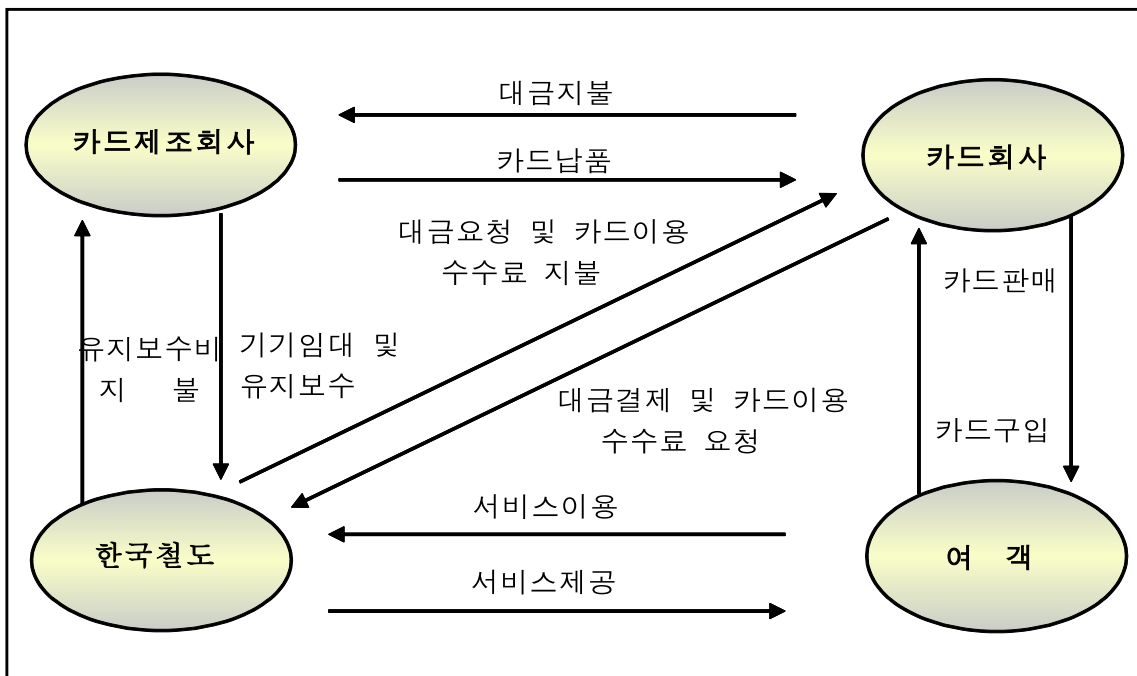 대금지불
카드제조회사
카드회사
카드납품
대금요청 및 카드이용
수수료 지불
카드판매
유지보수비
지 불
기기임대 및
유지보수
대금결제 및 카드이용
수수료 요청
카드구입
서비스이용
한국철도
여 객
서비스제공